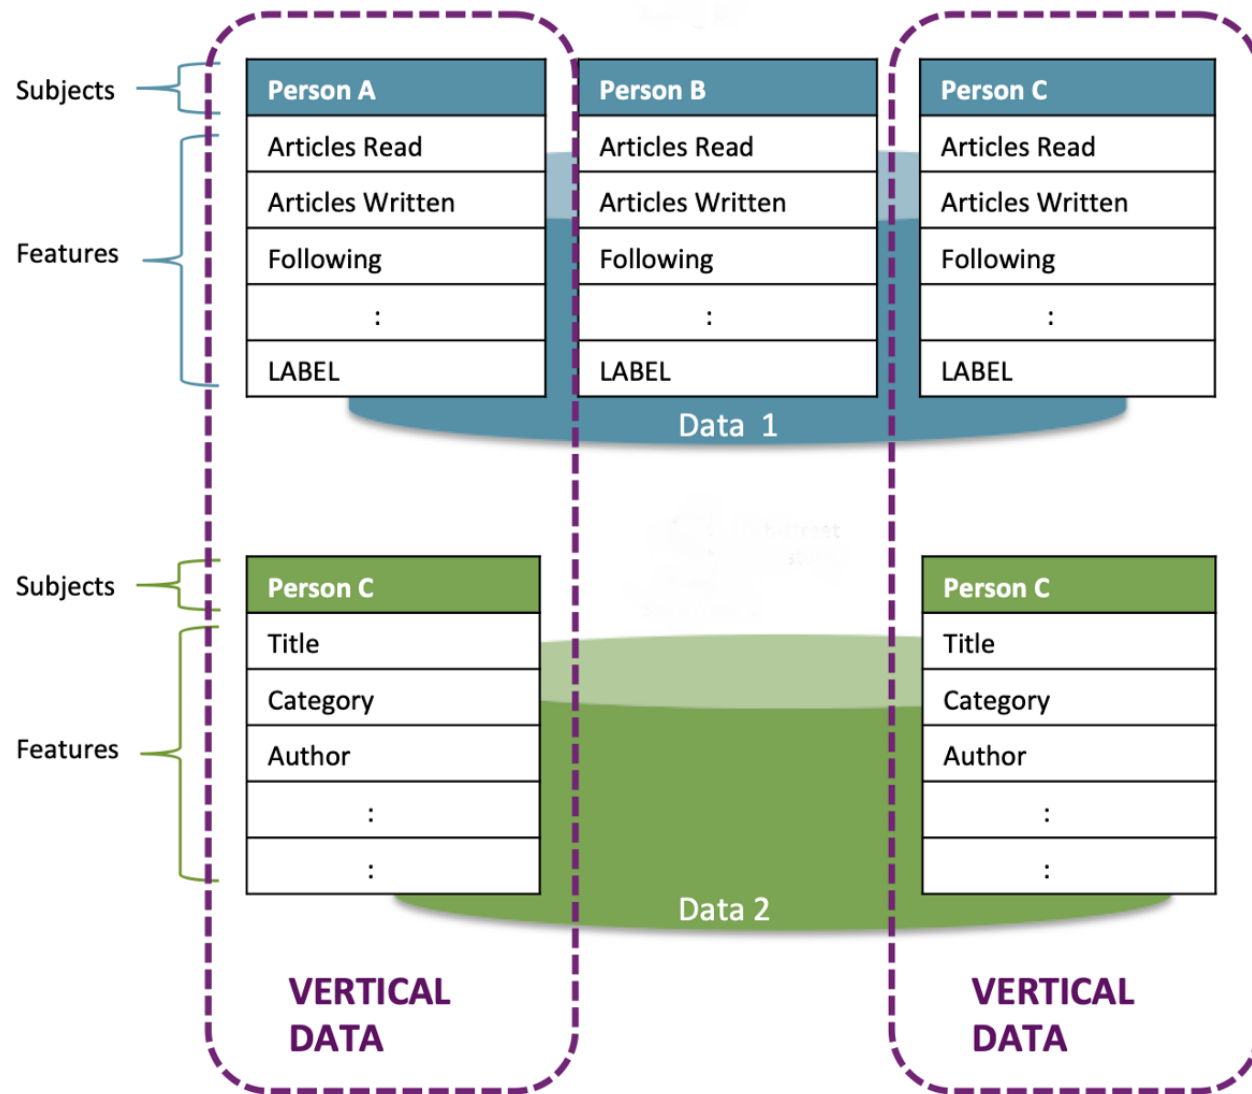 Subjects
Person A
Person B
Person C
Articles Read
Articles Read
Articles Read
Articles Written
Articles Written
Articles Written
Features
Following
Following
Following
:
:
:
LABEL
LABEL
LABEL
Data 1
Subjects
Person C
Person C
Title
Title
Category
Category
Features
Author
Author
:
:
:
:
Data 2
VERTICAL
DATA
VERTICAL
DATA